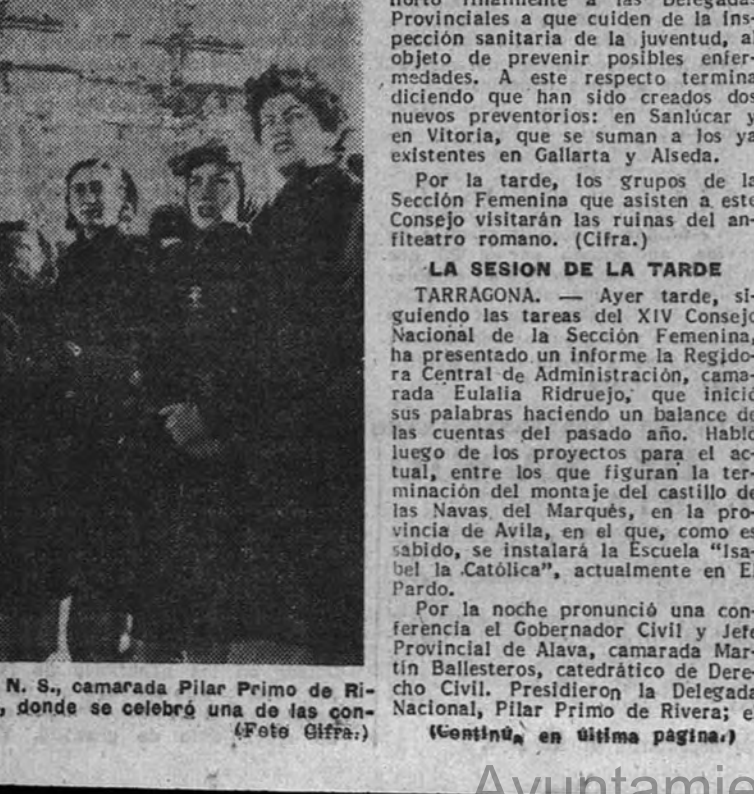 Provinciales a que cuiden de la ins-
pección sanitaria de la juventud, al
objeto de prevenir posibles enfer-
medades. A este respecto termina
diciendo que han sido creados dos
nuevos preventorios: en Sanlúcar y
en Vitoria, que se suman a los ya
existentes en Gallarta y Alseda.
Por la tarde, los grupos de la
Sección Femenina que asisten a este
Consejo visitarán las ruinas del an-
fiteatro romano. (Cifra.)
LA SESION DE LA TARDE
TARRAGONA. — Ayer tarde, si-
guiendo las tareas del XIV Consejo
Nacional de la Sección Femenina,
ha presentado un informe la Regido-
ra Central de Administración, cama-
rada Eulalia Ridruejo, que inició
sus palabras haciendo un balance de
las cuentas del pasado año. Habló
luego de los proyectos para el ac-
tual, entre los que figuran la ter-
minación del montaje del castillo de
las Navas del Marqués, en la pro-
vincia de Avila, en el que, como es
sabido, se instalará la Escuela "Isa-
bel la Católica", actualmente en El
Pardo.
Por la noche pronunció una con-
ferencia el Gobernador Civil y Jefe
Provincial de Alava, camarada Mar-
tín Ballesteros, catedrático de Dere-
cho Civil. Presidieron la Delegada
Nacional, Pilar Primo de Rivera; e
(Continúa en última página.)
N. S., camarada Pilar Primo de Ri-
, donde se celebró una de las con-
(Foto Cifra.)
Ayuntamie